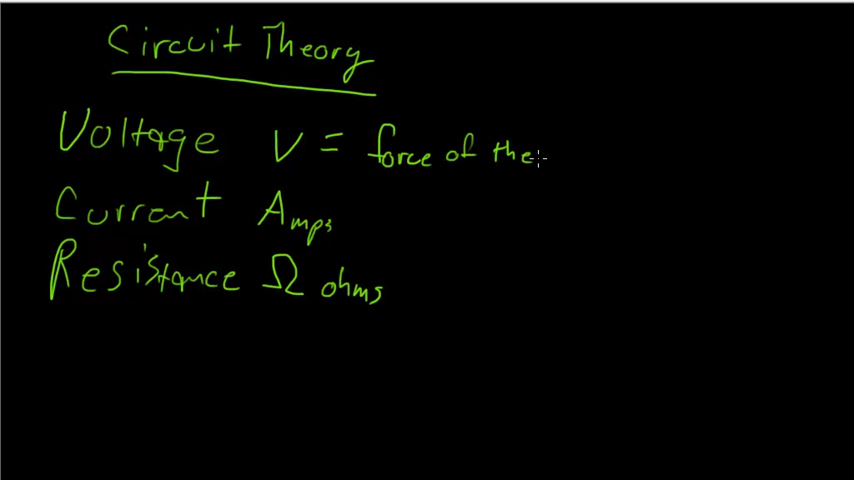 Circuit Theory
Voltage V = force of the
Current Amps
Resistance Ω ohms